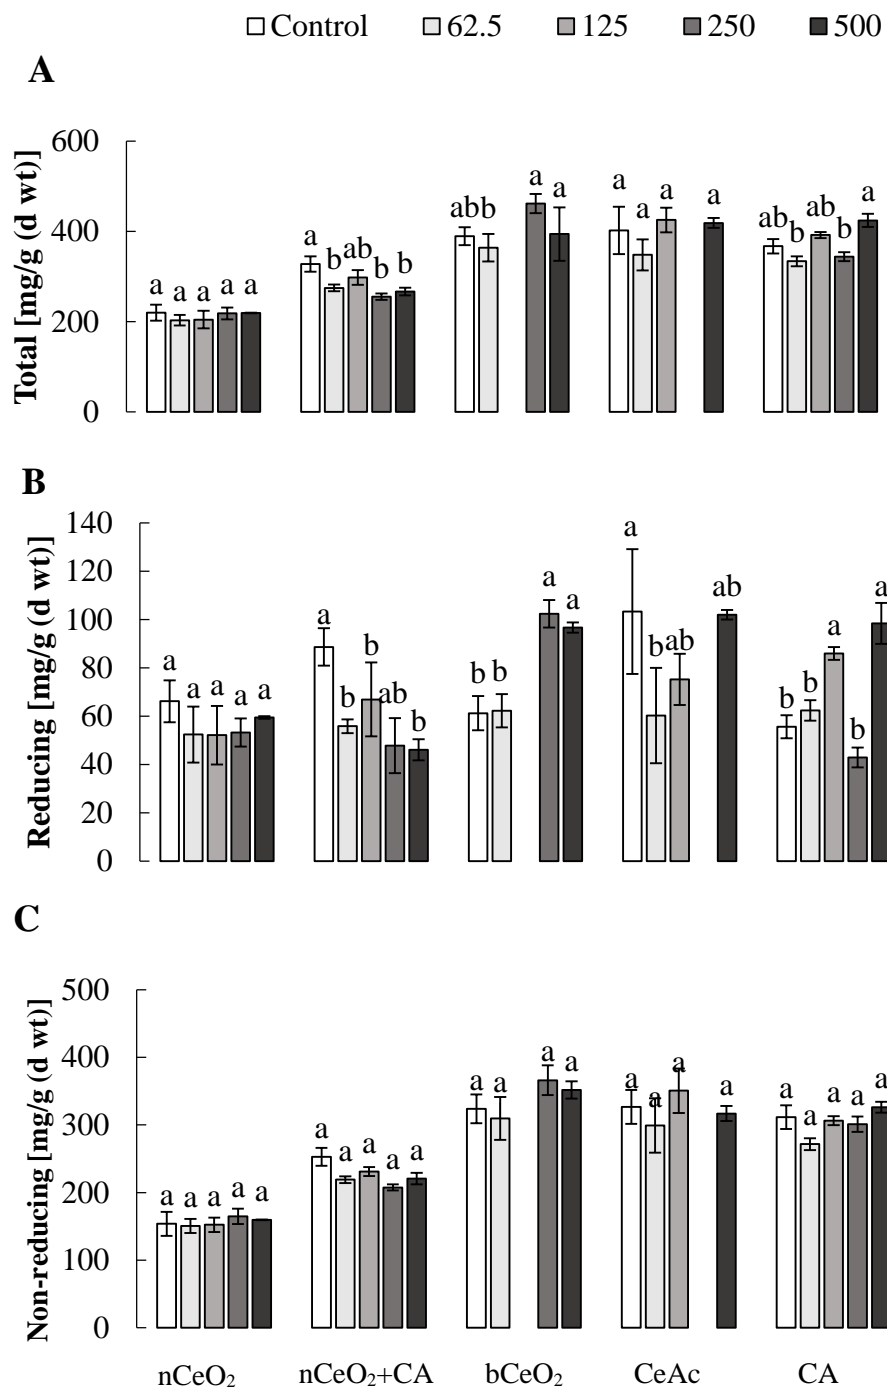 Control 62.5 125 250 500
A
Total [mg/g (d wt)]
600
400
200
0
a a a a a
a b ab b b
ab b a a
a a a a
ab b ab b a
B
Reducing [mg/g (d wt)]
140
120
100
80
60
40
20
0
a a a a a
a b b ab b
b b a a
a b ab ab
b b a b a
C
Non-reducing [mg/g (d wt)]
500
400
300
200
100
0
a a a a a
a a a a a
a a a a
a a a a
a a a a a
nCeO₂ nCeO₂+CA bCeO₂ CeAc CA